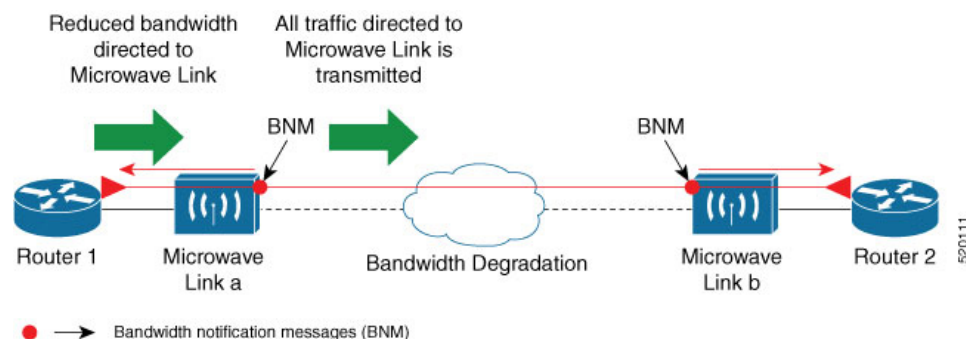 Reduced bandwidth
directed to
Microwave Link
All traffic directed to
Microwave Link is
transmitted
BNM
BNM
Router 1
Microwave
Link a
Bandwidth Degradation
Microwave
Link b
Router 2
520111
Bandwidth notification messages (BNM)